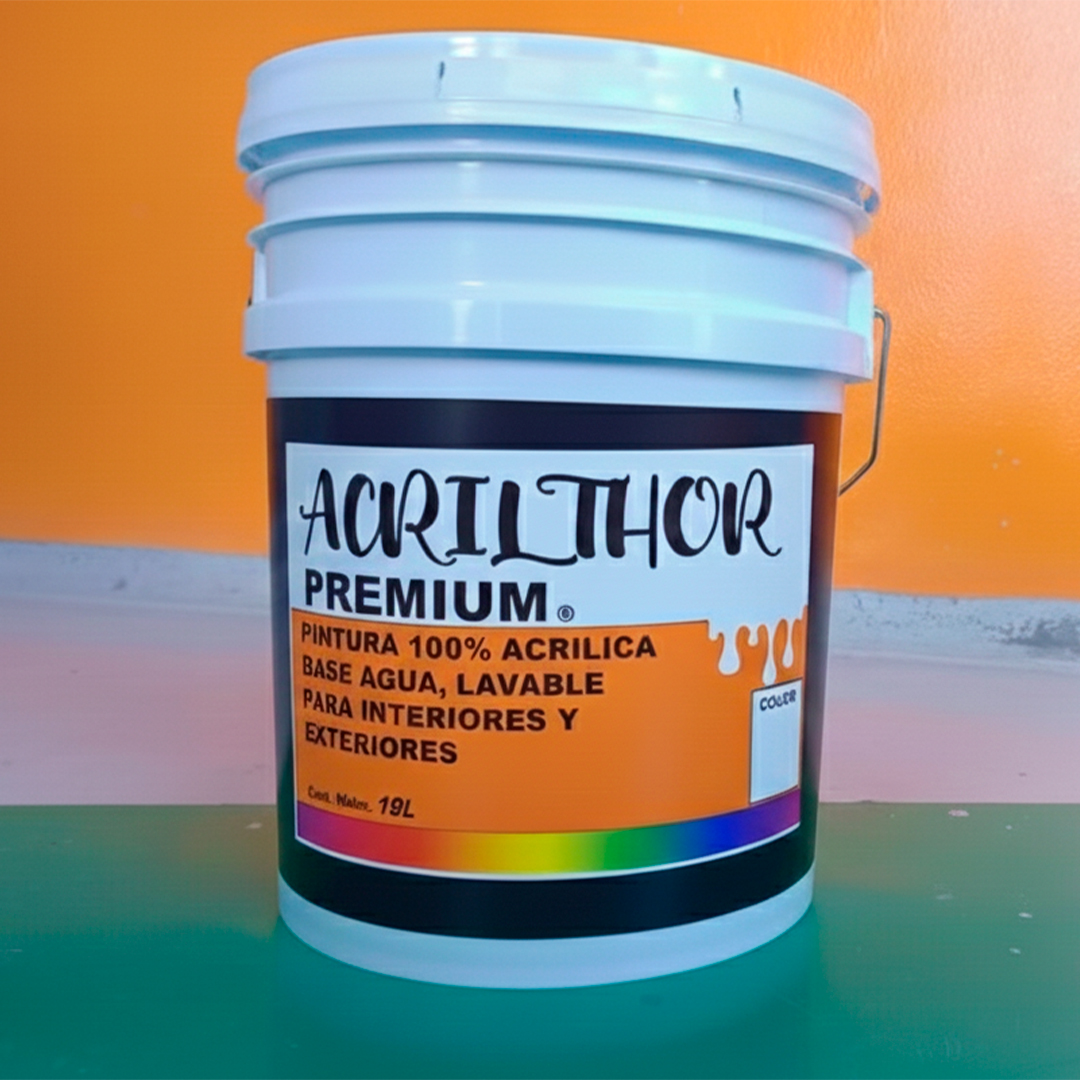 ACRILTHOR
PREMIUM®
PINTURA 100% ACRILICA
BASE AGUA, LAVABLE
PARA INTERIORES Y
EXTERIORES
COLOR
19L